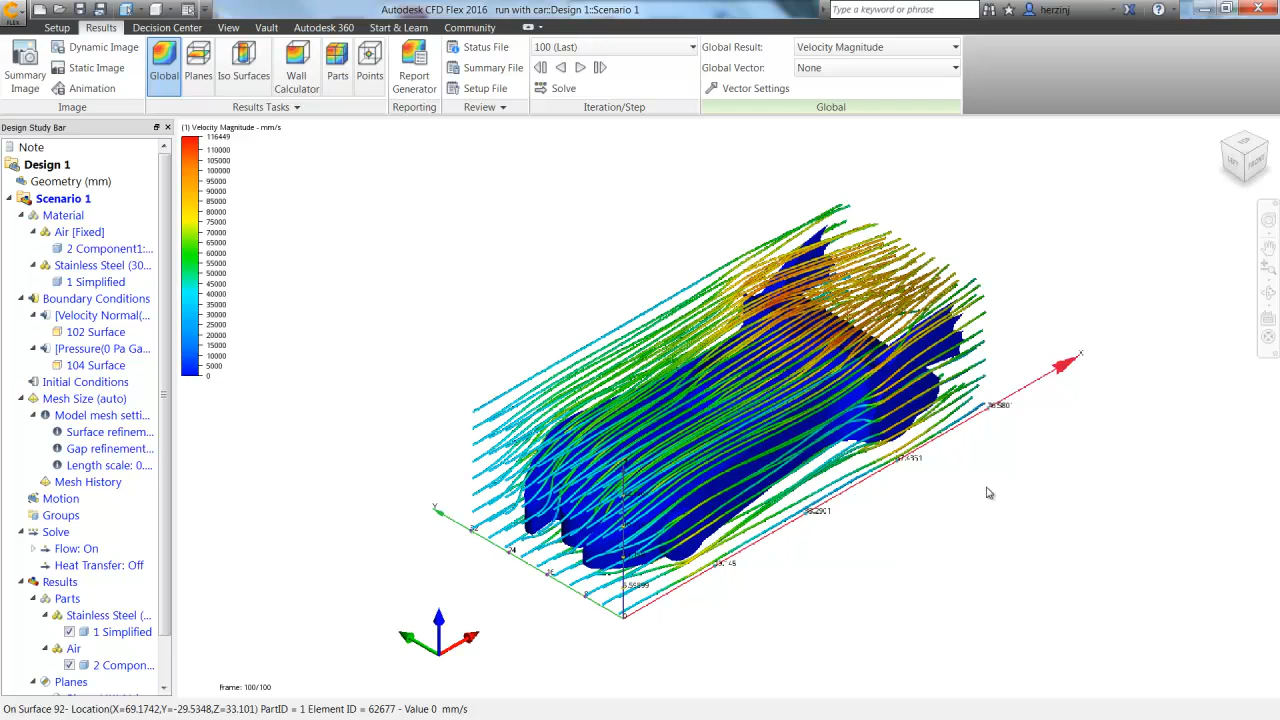 Autodesk CFD Flex 2016 run with car::Design 1::Scenario 1
Type a keyword or phrase
herzinj
FLEX
Setup Results Decision Center View Vault Autodesk 360 Start & Learn Community
Summary Image
Dynamic Image
Static Image
Animation
Image
Global
Planes
Iso Surfaces
Wall Calculator
Parts
Points
Results Tasks
Report Generator
Reporting
Status File
Summary File
Setup File
Review
100 (Last)
Solve
Iteration/Step
Global Result: Velocity Magnitude
Global Vector: None
Vector Settings
Global
Design Study Bar
Note
Design 1
Geometry (mm)
Scenario 1
Material
Air [Fixed]
2 Component1:...
Stainless Steel (30...
1 Simplified
Boundary Conditions
[Velocity Normal(...
102 Surface
[Pressure(0 Pa Ga...
104 Surface
Initial Conditions
Mesh Size (auto)
Model mesh setti...
Surface refinem...
Gap refinement...
Length scale: 0....
Mesh History
Motion
Groups
Solve
Flow: On
Heat Transfer: Off
Results
Parts
Stainless Steel (...
1 Simplified
Air
2 Compon...
Planes
(1) Velocity Magnitude - mm/s
116449
110000
105000
100000
95000
90000
85000
80000
75000
70000
65000
60000
55000
50000
45000
40000
35000
30000
25000
20000
15000
10000
5000
0
TOP
LEFT
FRONT
X
Y
24
16
8
0
Frame: 100/100
On Surface 92- Location(X=69.1742,Y=-29.5348,Z=33.101) PartID = 1 Element ID = 62677 - Value 0 mm/s